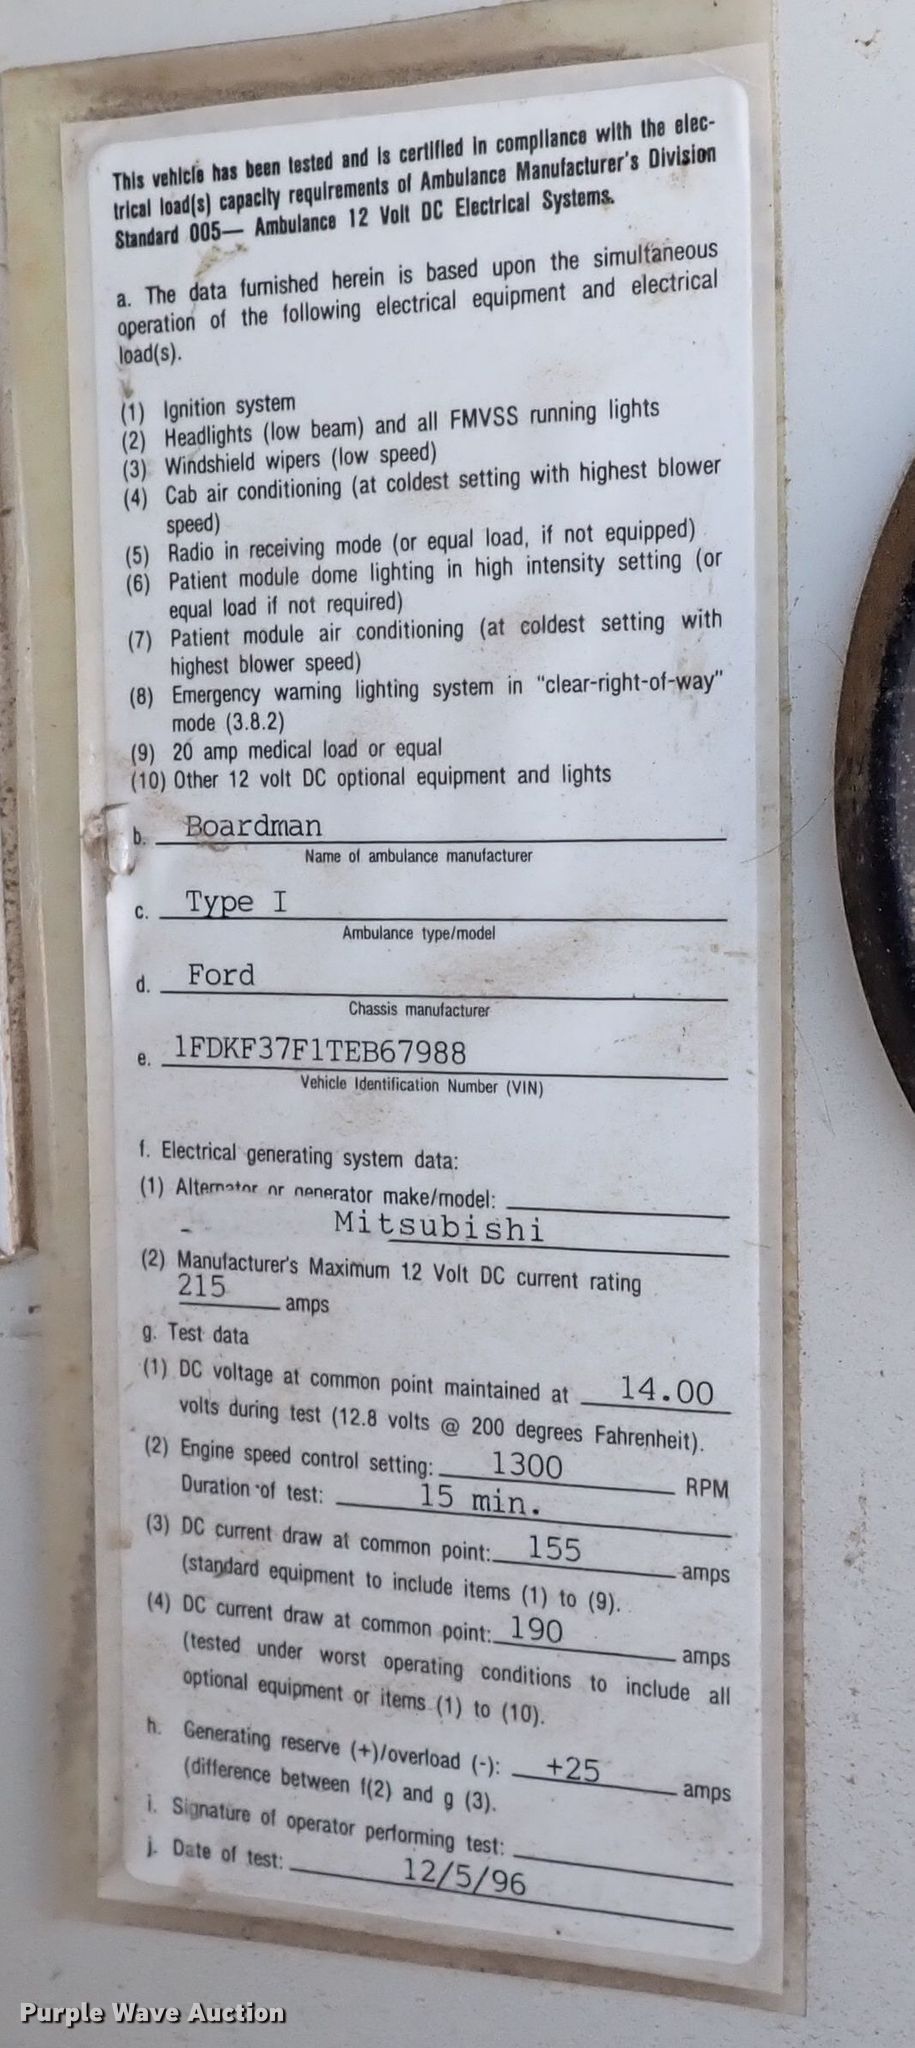 This vehicle has been tested and is certified in compliance with the elec-
trical load(s) capacity requirements of Ambulance Manufacturer's Division
Standard 005— Ambulance 12 Volt DC Electrical Systems.
a. The data furnished herein is based upon the simultaneous
operation of the following electrical equipment and electrical
load(s).
(1) Ignition system
(2) Headlights (low beam) and all FMVSS running lights
(3) Windshield wipers (low speed)
(4) Cab air conditioning (at coldest setting with highest blower
speed)
(5) Radio in receiving mode (or equal load, if not equipped)
(6) Patient module dome lighting in high intensity setting (or
equal load if not required)
(7) Patient module air conditioning (at coldest setting with
highest blower speed)
(8) Emergency warning lighting system in "clear-right-of-way"
mode (3.8.2)
(9) 20 amp medical load or equal
(10) Other 12 volt DC optional equipment and lights
b. Boardman
Name of ambulance manufacturer
c. Type I
Ambulance type/model
d. Ford
Chassis manufacturer
e. 1FDKF37F1TEB67988
Vehicle Identification Number (VIN)
f. Electrical generating system data:
(1) Alternator or generator make/model:
Mitsubishi
(2) Manufacturer's Maximum 12 Volt DC current rating
215 amps
g. Test data
(1) DC voltage at common point maintained at 14.00
volts during test (12.8 volts @ 200 degrees Fahrenheit).
(2) Engine speed control setting: 1300 RPM
Duration of test: 15 min.
(3) DC current draw at common point: 155 amps
(standard equipment to include items (1) to (9).
(4) DC current draw at common point: 190 amps
(tested under worst operating conditions to include all
optional equipment or items (1) to (10).
h. Generating reserve (+)/overload (-): +25 amps
(difference between f(2) and g (3).
i. Signature of operator performing test:
j. Date of test: 12/5/96
Purple Wave Auction